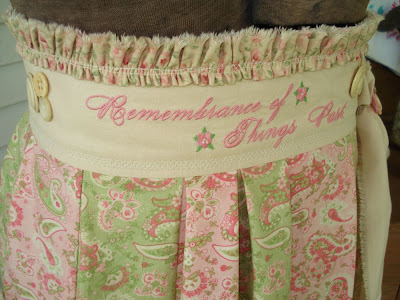 Remembrance of
Things Past